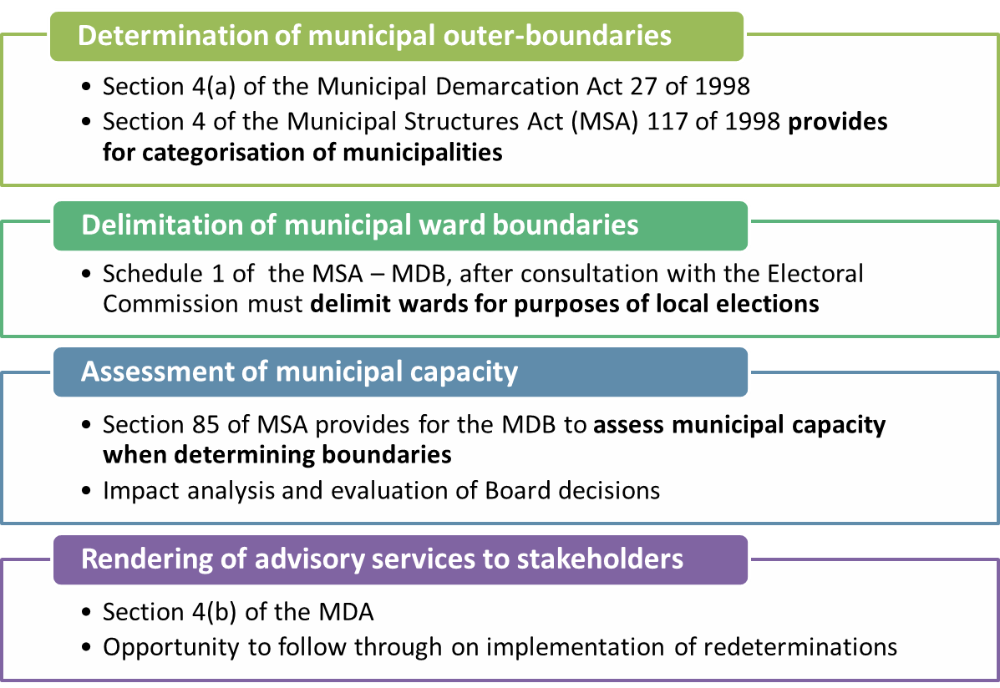 Determination of municipal outer-boundaries
• Section 4(a) of the Municipal Demarcation Act 27 of 1998
• Section 4 of the Municipal Structures Act (MSA) 117 of 1998 provides
for categorisation of municipalities
Delimitation of municipal ward boundaries
• Schedule 1 of  the MSA – MDB, after consultation with the Electoral
Commission must delimit wards for purposes of local elections
Assessment of municipal capacity
• Section 85 of MSA provides for the MDB to assess municipal capacity
when determining boundaries
• Impact analysis and evaluation of Board decisions
Rendering of advisory services to stakeholders
• Section 4(b) of the MDA
• Opportunity to follow through on implementation of redeterminations